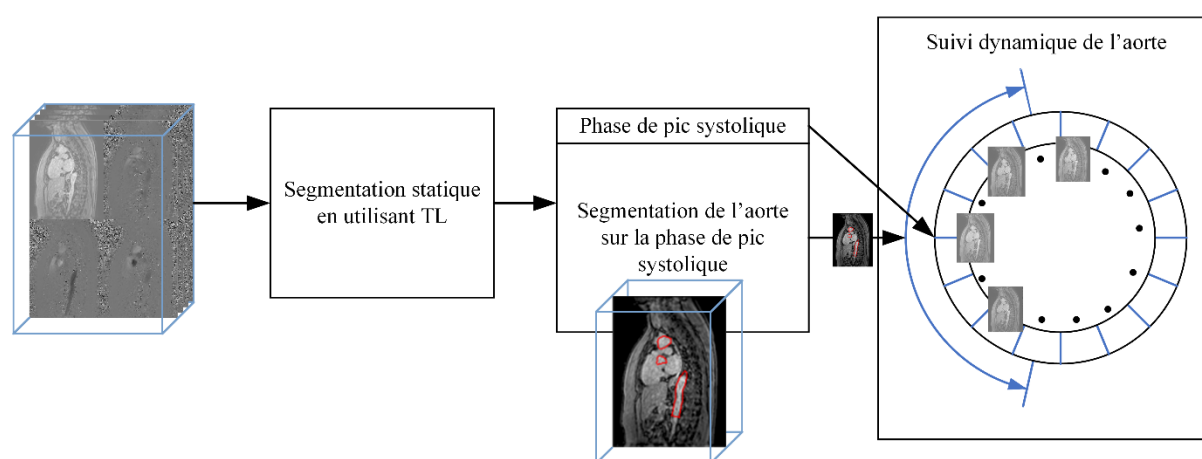 Suivi dynamique de l'aorte
Segmentation statique
en utilisant TL
Phase de pic systolique
Segmentation de l'aorte
sur la phase de pic
systolique